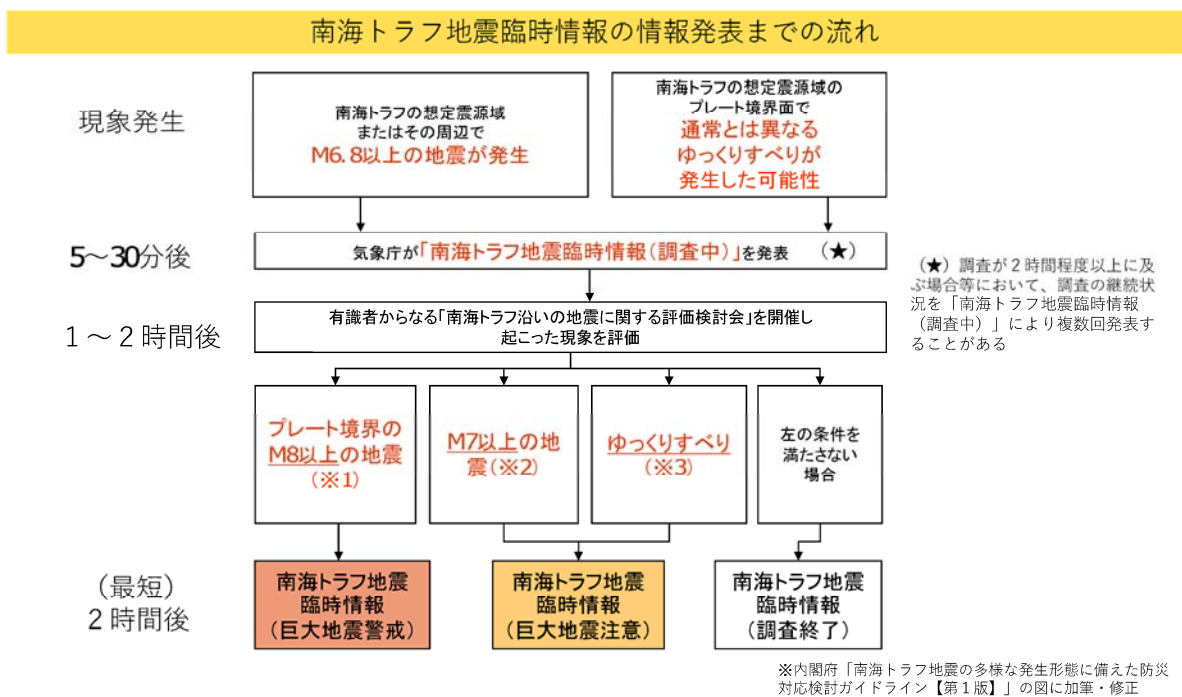 南海トラフ地震臨時情報の情報発表までの流れ
現象発生
南海トラフの想定震源域
またはその周辺で
M6.8以上の地震が発生
南海トラフの想定震源域の
プレート境界面で
通常とは異なる
ゆっくりすべりが
発生した可能性
5～30分後
気象庁が「南海トラフ地震臨時情報(調査中)」を発表　(★)
（★）調査が２時間程度以上に及
ぶ場合等において、調査の継続状
況を「南海トラフ地震臨時情報
（調査中）」により複数回発表す
ることがある
１～２時間後
有識者からなる「南海トラフ沿いの地震に関する評価検討会」を開催し
起こった現象を評価
プレート境界の
M8以上の地震
(※1)
M7以上の地
震(※2)
ゆっくりすべり
(※3)
左の条件を
満たさない
場合
（最短）
２時間後
南海トラフ地震
臨時情報
(巨大地震警戒)
南海トラフ地震
臨時情報
(巨大地震注意)
南海トラフ地震
臨時情報
(調査終了)
※内閣府「南海トラフ地震の多様な発生形態に備えた防災
対応検討ガイドライン【第１版】」の図に加筆・修正